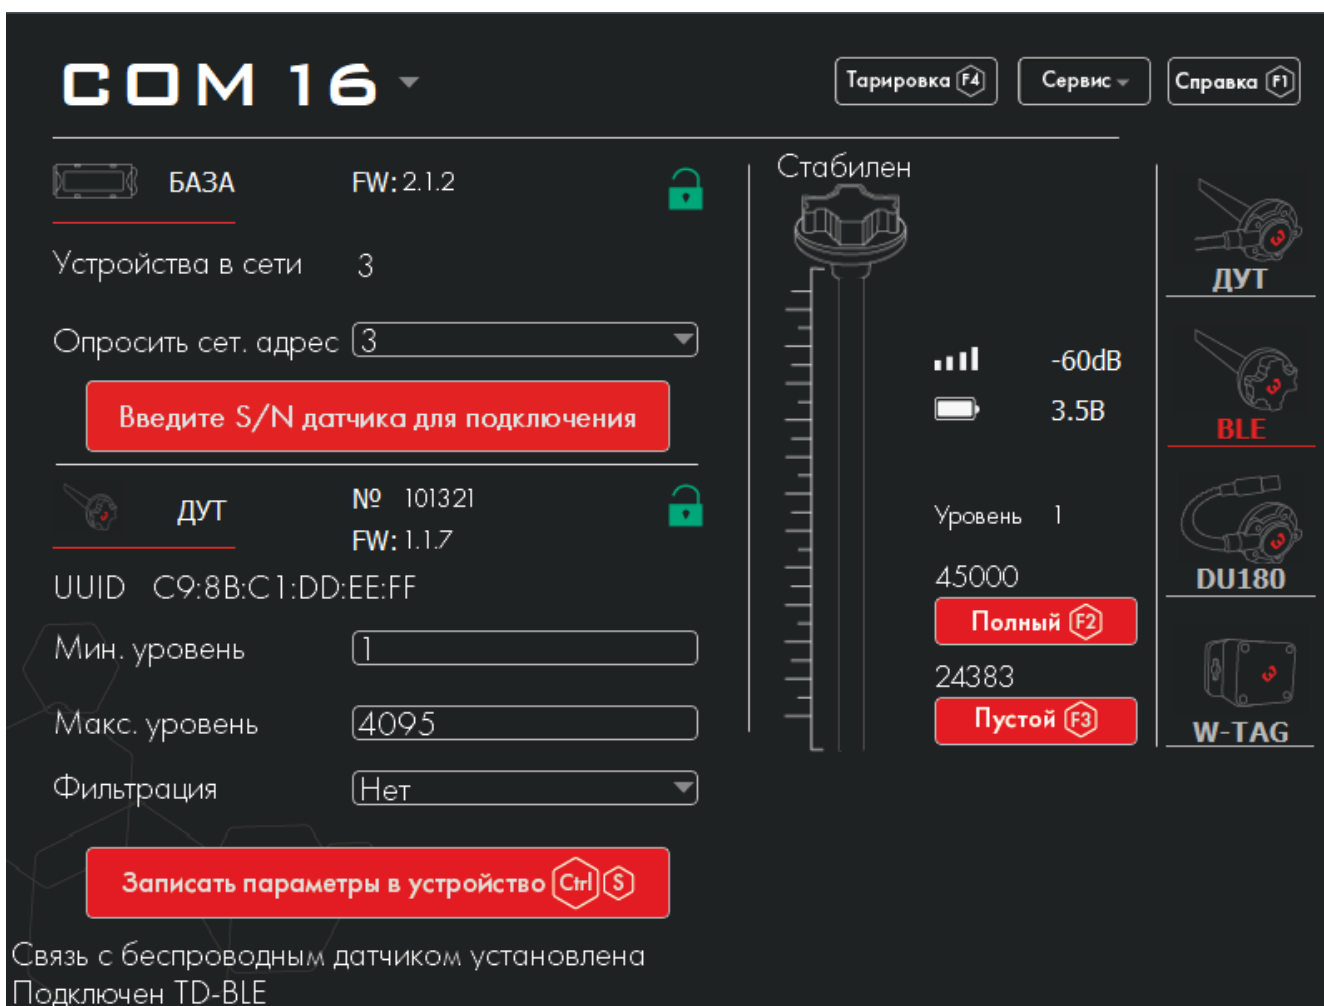 COM 16
Тарировка F4
Сервис
Справка F1
БАЗА FW: 2.1.2
Устройства в сети 3
Опросить сет. адрес 3
Введите S/N датчика для подключения
ДУТ № 101321
FW: 1.1.7
UUID C9:8B:C1:DD:EE:FF
Мин. уровень 1
Макс. уровень 4095
Фильтрация Нет
Записать параметры в устройство Ctrl S
Связь с беспроводным датчиком установлена
Подключен TD-BLE
Стабилен
-60dB
3.5В
Уровень 1
45000
Полный F2
24383
Пустой F3
ДУТ
BLE
DU180
W-TAG